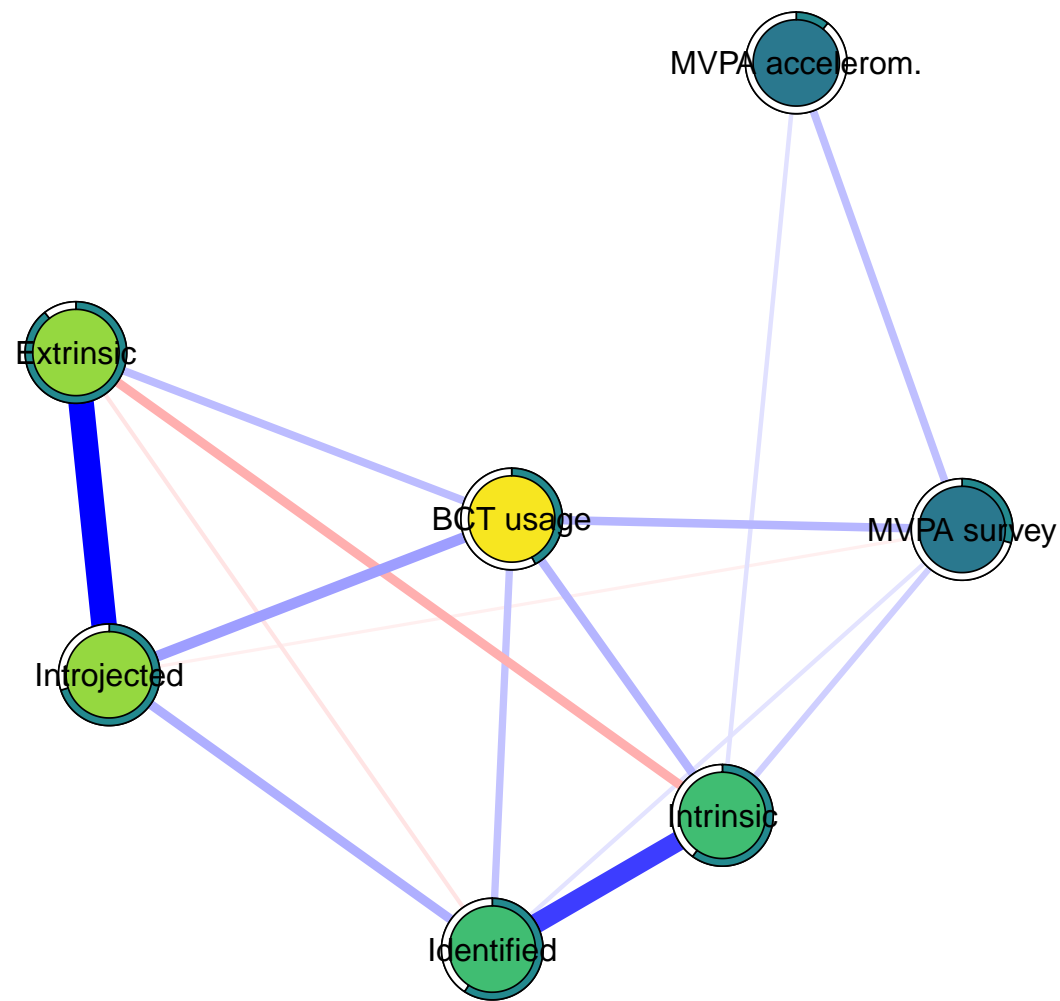 MVPA accelerom.
Extrinsic
BCT usage
MVPA survey
Introjected
Intrinsic
Identified